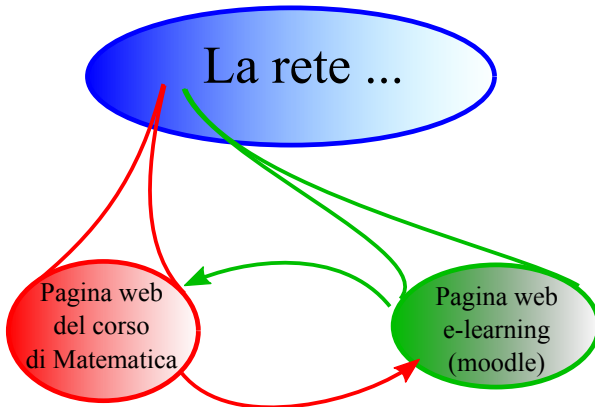 La rete ...
Pagina web
del corso
di Matematica
Pagina web
e-learning
(moodle)